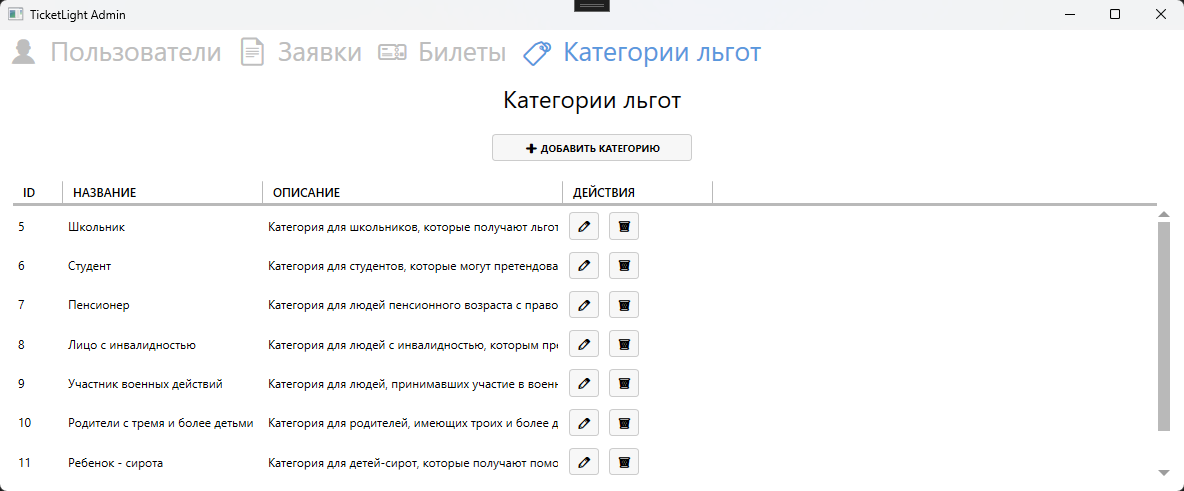 TicketLight Admin
Пользователи Заявки Билеты Категории льгот
Категории льгот
ДОБАВИТЬ КАТЕГОРИЮ
ID НАЗВАНИЕ ОПИСАНИЕ ДЕЙСТВИЯ
5 Школьник Категория для школьников, которые получают льгот
6 Студент Категория для студентов, которые могут претендова
7 Пенсионер Категория для людей пенсионного возраста с право
8 Лицо с инвалидностью Категория для людей с инвалидностью, которым пре
9 Участник военных действий Категория для людей, принимавших участие в воен
10 Родители с тремя и более детьми Категория для родителей, имеющих троих и более д
11 Ребенок - сирота Категория для детей-сирот, которые получают помо